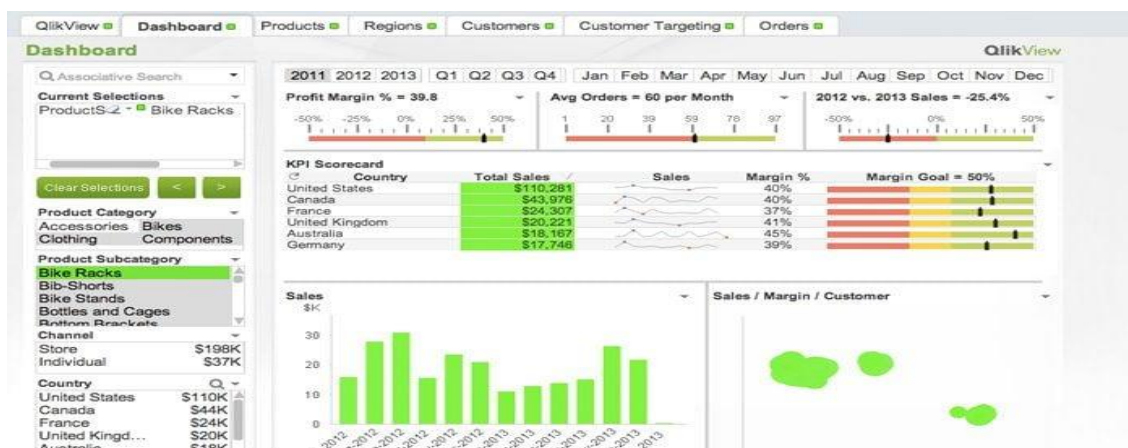 QlikView Dashboard Products Regions Customers Customer Targeting Orders
Dashboard
QlikView
Associative Search
Current Selections
Bike Racks
Clear Selections < >
Product Category
Accessories Bikes
Clothing Components
Product Subcategory
Bike Racks
Bib-Shorts
Bike Stands
Bottles and Cages
Bottom Brackets
Channel
Store $198K
Individual $37K
Country
United States $110K
Canada $44K
France $24K
United Kingd... $20K
Australia $18K
2011 2012 2013 Q1 Q2 Q3 Q4 Jan Feb Mar Apr May Jun Jul Aug Sep Oct Nov Dec
Profit Margin % = 39.8
-50% -25% 0% 25% 50%
Avg Orders = 60 per Month
1 20 39 59 78 97
2012 vs. 2013 Sales = -25.4%
-50% 0% 50%
KPI Scorecard
Country Total Sales Sales Margin % Margin Goal = 50%
United States $110,281 40%
Canada $43,976 40%
France $24,307 37%
United Kingdom $20,221 41%
Australia $18,167 45%
Germany $17,746 39%
Sales
$K
30
20
10
0
Sales / Margin / Customer